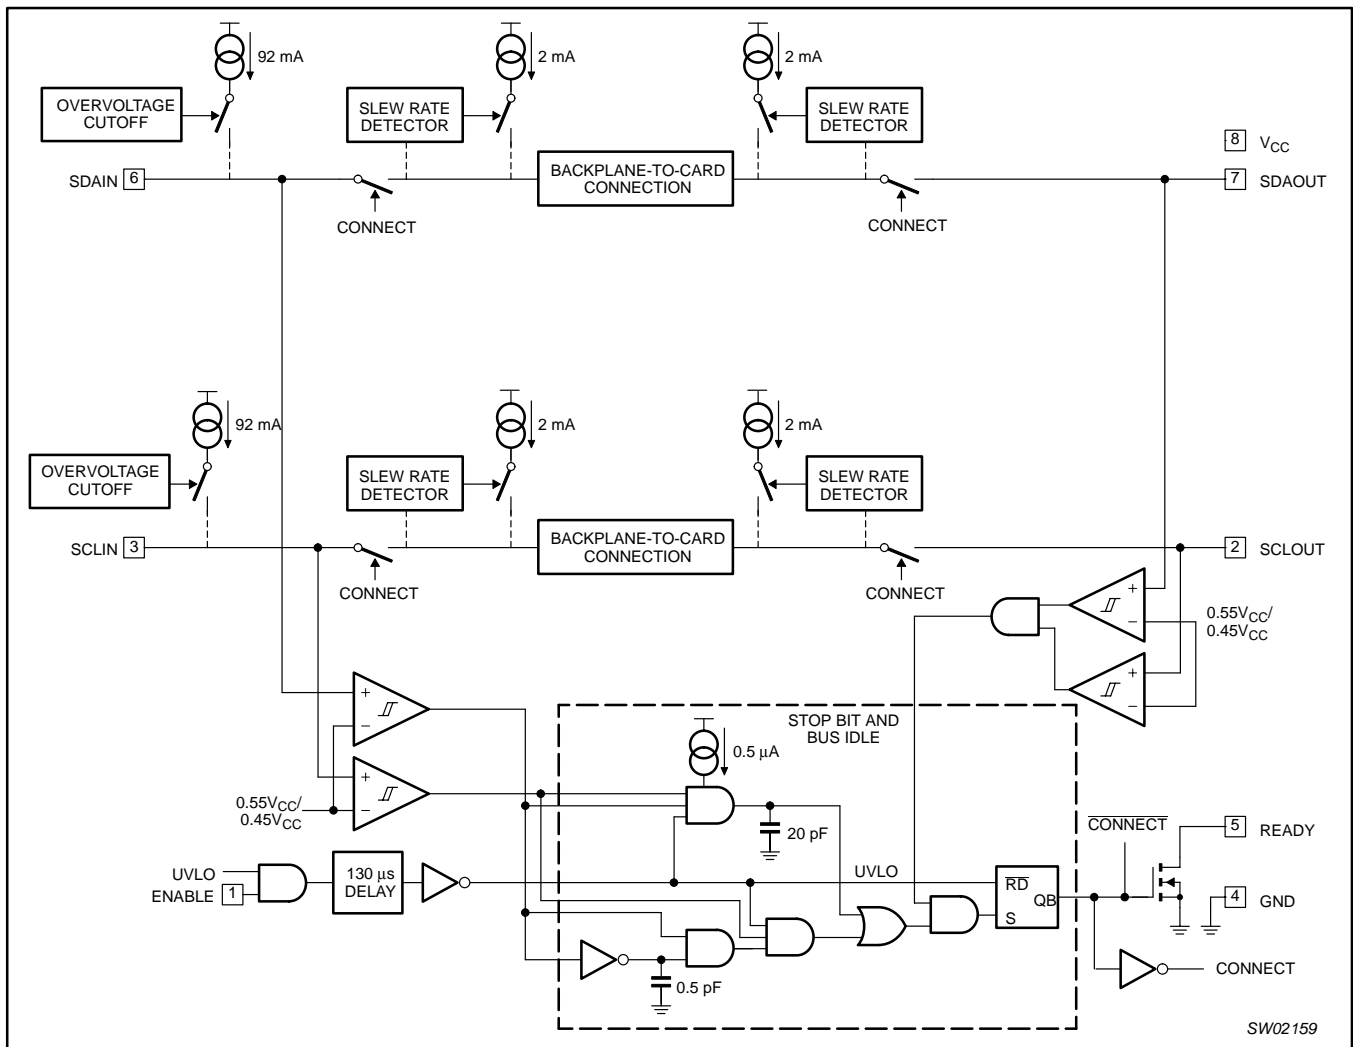 92 mA
2 mA
2 mA
OVERVOLTAGE
CUTOFF
SLEW RATE
DETECTOR
SLEW RATE
DETECTOR
8 VCC
SDAIN 6
BACKPLANE-TO-CARD
CONNECTION
7 SDAOUT
CONNECT
CONNECT
92 mA
2 mA
2 mA
OVERVOLTAGE
CUTOFF
SLEW RATE
DETECTOR
SLEW RATE
DETECTOR
SCLIN 3
BACKPLANE-TO-CARD
CONNECTION
2 SCLOUT
CONNECT
CONNECT
+
−
0.55VCC/
0.45VCC
+
−
+
−
STOP BIT AND
BUS IDLE
0.5 µA
+
−
0.55VCC/
0.45VCC
20 pF
CONNECT
5 READY
UVLO
ENABLE 1
130 µs
DELAY
UVLO
RD
QB
S
4 GND
0.5 pF
CONNECT
SW02159